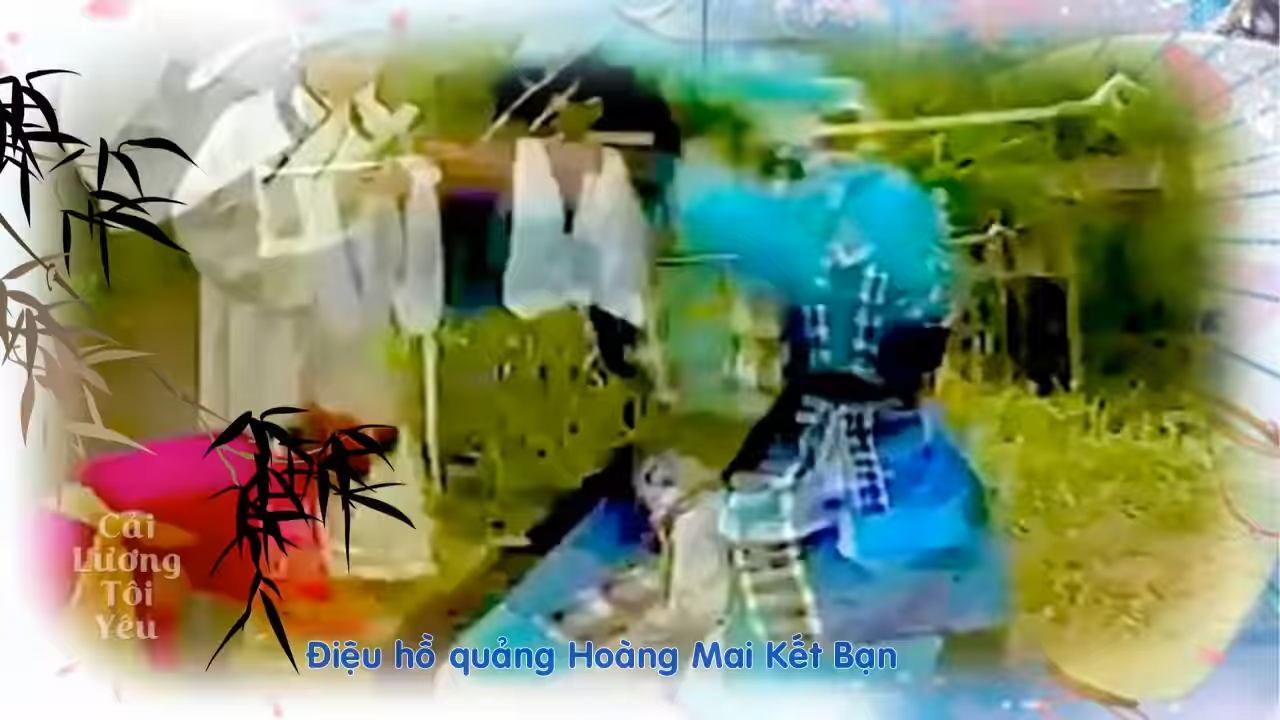 Cải
Lương
Tôi
Yêu
Điệu hồ quảng Hoàng Mai Kết Bạn